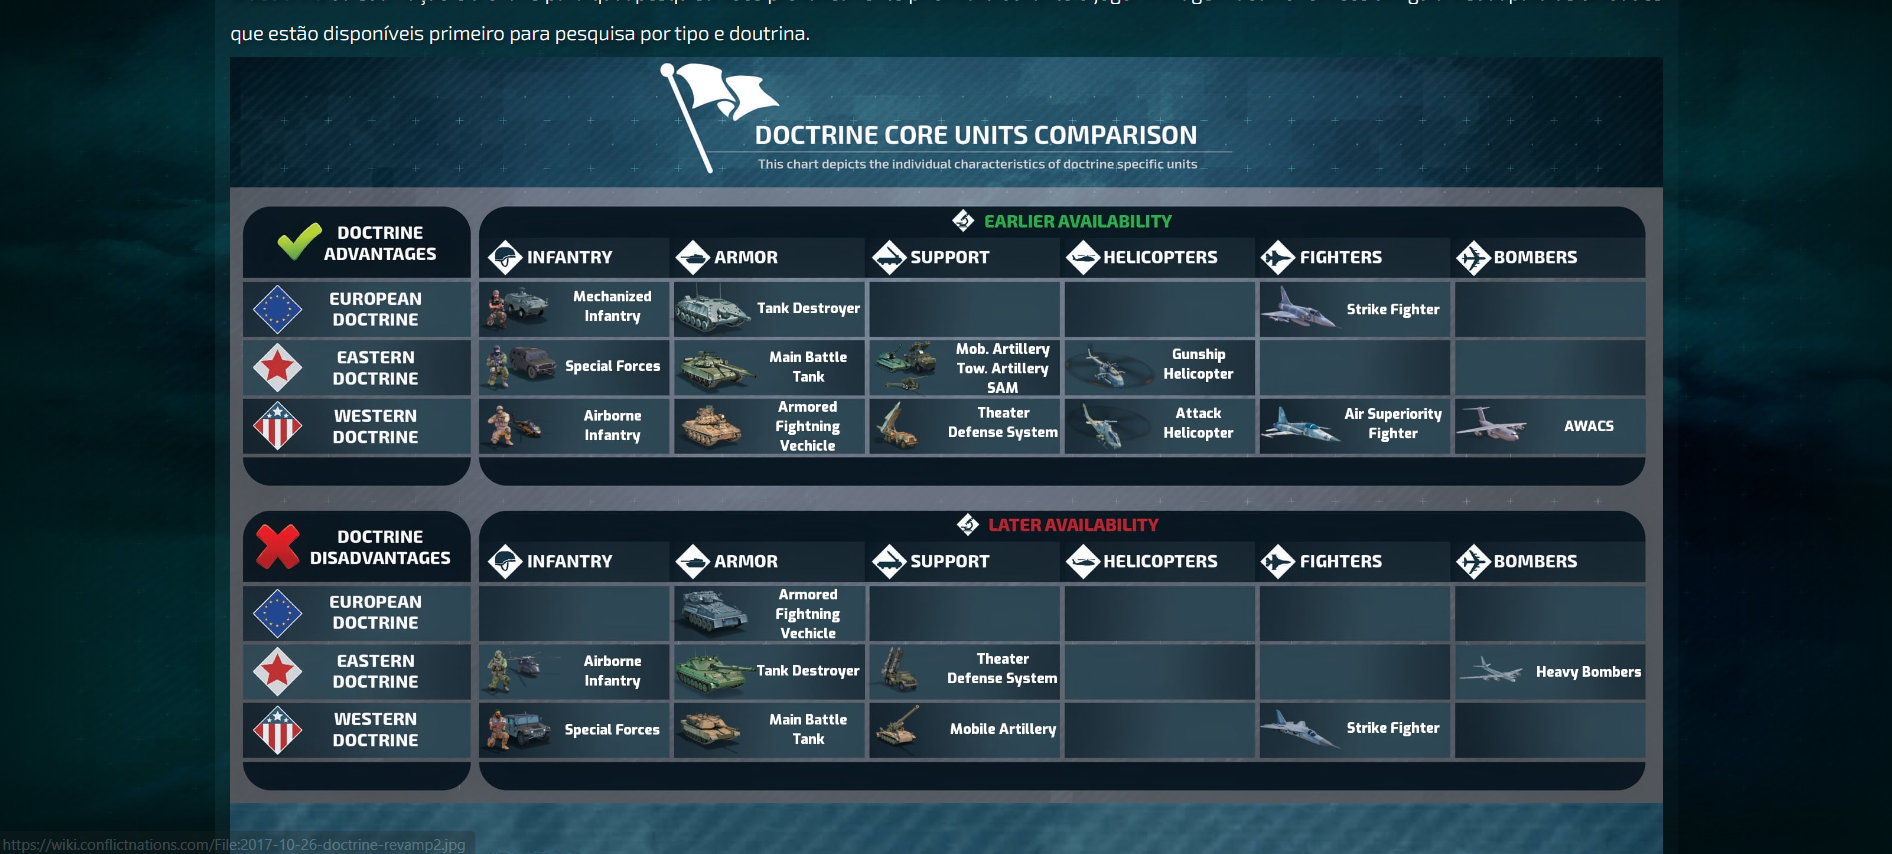 que estão disponíveis primeiro para pesquisa por tipo e doutrina.
DOCTRINE CORE UNITS COMPARISON
This chart depicts the individual characteristics of doctrine specific units
DOCTRINE
ADVANTAGES
EARLIER AVAILABILITY
INFANTRY
ARMOR
SUPPORT
HELICOPTERS
FIGHTERS
BOMBERS
EUROPEAN
DOCTRINE
Mechanized
Infantry
Tank Destroyer
Strike Fighter
EASTERN
DOCTRINE
Special Forces
Main Battle
Tank
Mob. Artillery
Tow. Artillery
SAM
Gunship
Helicopter
WESTERN
DOCTRINE
Airborne
Infantry
Armored
Fightning
Vechicle
Theater
Defense System
Attack
Helicopter
Air Superiority
Fighter
AWACS
DOCTRINE
DISADVANTAGES
LATER AVAILABILITY
INFANTRY
ARMOR
SUPPORT
HELICOPTERS
FIGHTERS
BOMBERS
EUROPEAN
DOCTRINE
Armored
Fightning
Vechicle
EASTERN
DOCTRINE
Airborne
Infantry
Tank Destroyer
Theater
Defense System
Heavy Bombers
WESTERN
DOCTRINE
Special Forces
Main Battle
Tank
Mobile Artillery
Strike Fighter
https://wiki.conflictnations.com/File:2017-10-26-doctrine-revamp2.jpg